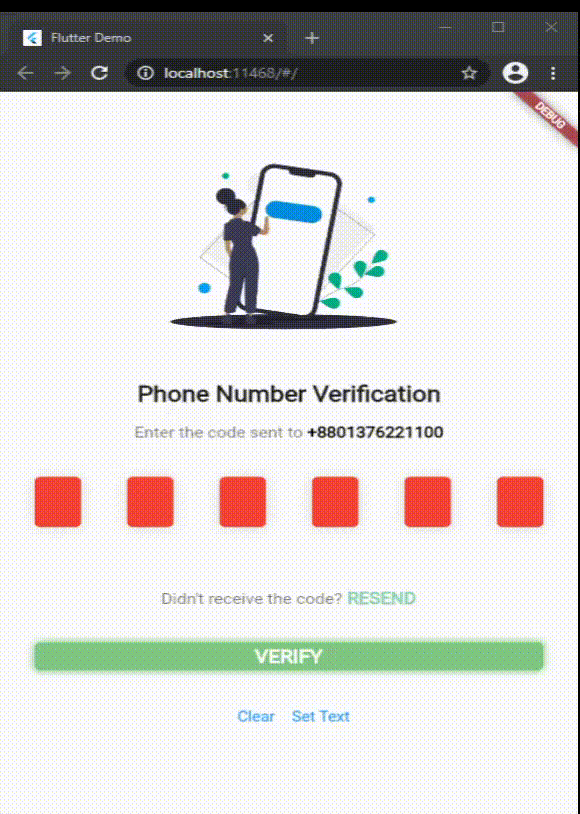 Flutter Demo
localhost:11468/#/
DEBUG
Phone Number Verification
Enter the code sent to +8801376221100
Didn't receive the code? RESEND
VERIFY
Clear Set Text